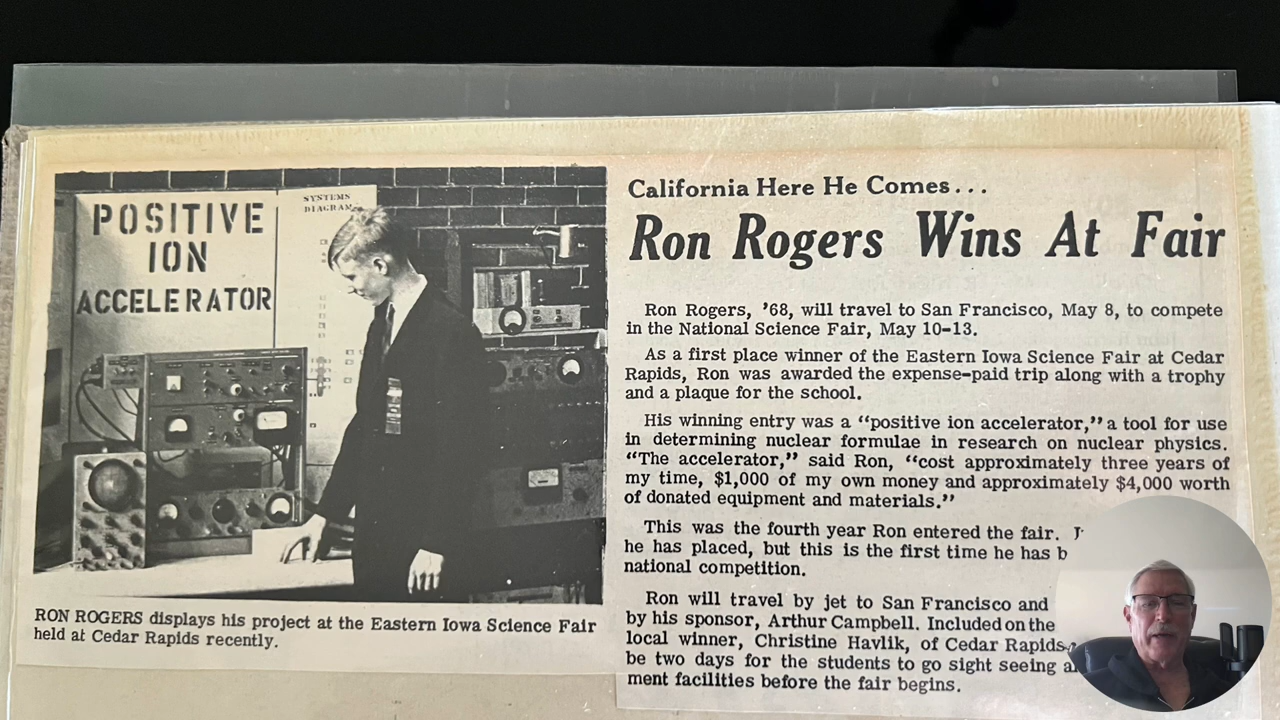 POSITIVE
ION
ACCELERATOR
SYSTEMS
DIAGRAM
RON ROGERS displays his project at the Eastern Iowa Science Fair
held at Cedar Rapids recently.
California Here He Comes...
Ron Rogers Wins At Fair
Ron Rogers, '68, will travel to San Francisco, May 8, to compete
in the National Science Fair, May 10-13.
As a first place winner of the Eastern Iowa Science Fair at Cedar
Rapids, Ron was awarded the expense-paid trip along with a trophy
and a plaque for the school.
His winning entry was a “positive ion accelerator,” a tool for use
in determining nuclear formulae in research on nuclear physics.
“The accelerator,” said Ron, “cost approximately three years of
my time, $1,000 of my own money and approximately $4,000 worth
of donated equipment and materials.”
This was the fourth year Ron entered the fair.
he has placed, but this is the first time he has
national competition.
Ron will travel by jet to San Francisco and
by his sponsor, Arthur Campbell. Included on the
local winner, Christine Havlik, of Cedar Rapids
be two days for the students to go sight seeing
ment facilities before the fair begins.